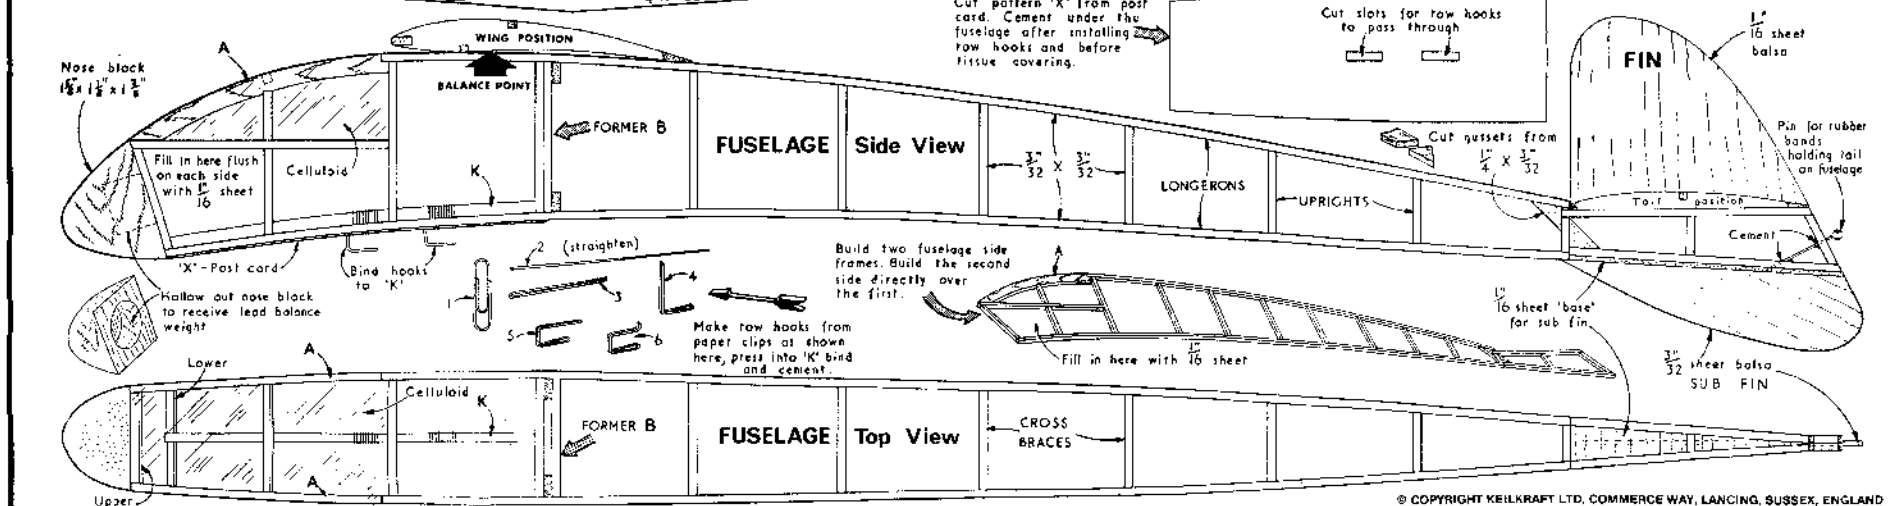 Cut pattern 'X' from post
card. Cement under the
fuselage after installing
tow hooks and before
tissue covering.
Cut slots for tow hooks
to pass through
FIN
1/16" sheet
balsa
Nose block
A
WING POSITION
BALANCE POINT
FORMER B
FUSELAGE Side View
3/32" X 3/32"
LONGERONS
UPRIGHTS
Cut gussets from
1/4" X 3/32"
Pin for rubber
bands
holding tail
on fuselage
Tail position
Cement
Fill in here flush
on each side
with 1/16" sheet
Celluloid
K
'X'-Post card
Bind hooks
to 'K'
Hollow out nose block
to receive lead balance
weight
1
2 (straighten)
3
4
5
6
Make tow hooks from
paper clips as shown
here, press into 'K' bind
and cement.
Build two fuselage side
frames. Build the second
side directly over
the first.
A
Fill in here with 1/16" sheet
1/16" sheet 'base'
for sub fin
3/32" sheet balsa
SUB FIN
Lower
A
Celluloid
K
FORMER B
FUSELAGE Top View
CROSS
BRACES
A
Upper
© COPYRIGHT KEILKRAFT LTD, COMMERCE WAY, LANCING, SUSSEX, ENGLAND